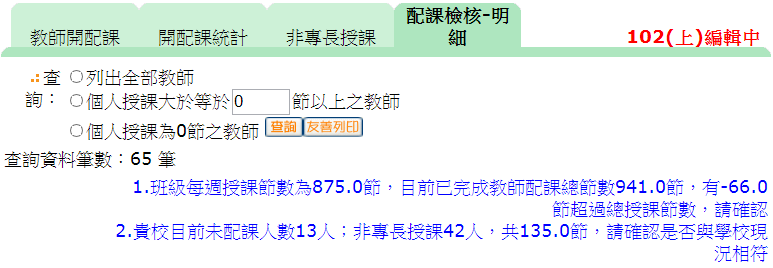 教師開配課
開配課統計
非專長授課
配課檢核-明
細
102(上)編輯中
查 列出全部教師
詢： 個人授課大於等於 0 節以上之教師
個人授課為0節之教師 查詢 友善列印
查詢資料筆數：65 筆
1.班級每週授課節數為875.0節，目前已完成教師配課總節數941.0節，有-66.0
節超過總授課節數，請確認
2.貴校目前未配課人數13人；非專長授課42人，共135.0節，請確認是否與學校現
況相符